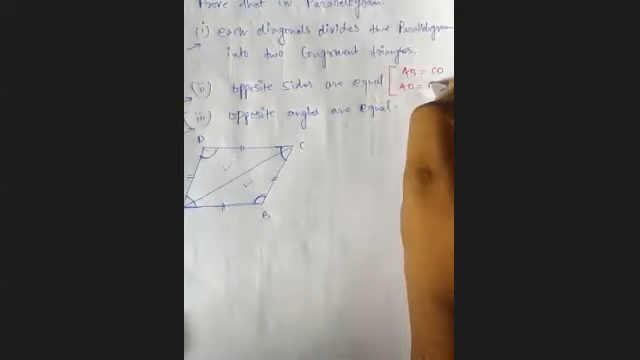 Prove that in Parallelogram.
(i) each diagonals divides the Parallelogram
into two Congruent triangles.
(ii) opposite sides are equal [ AB = CD
AD =
(iii) opposite angles are equal.
D
C
B